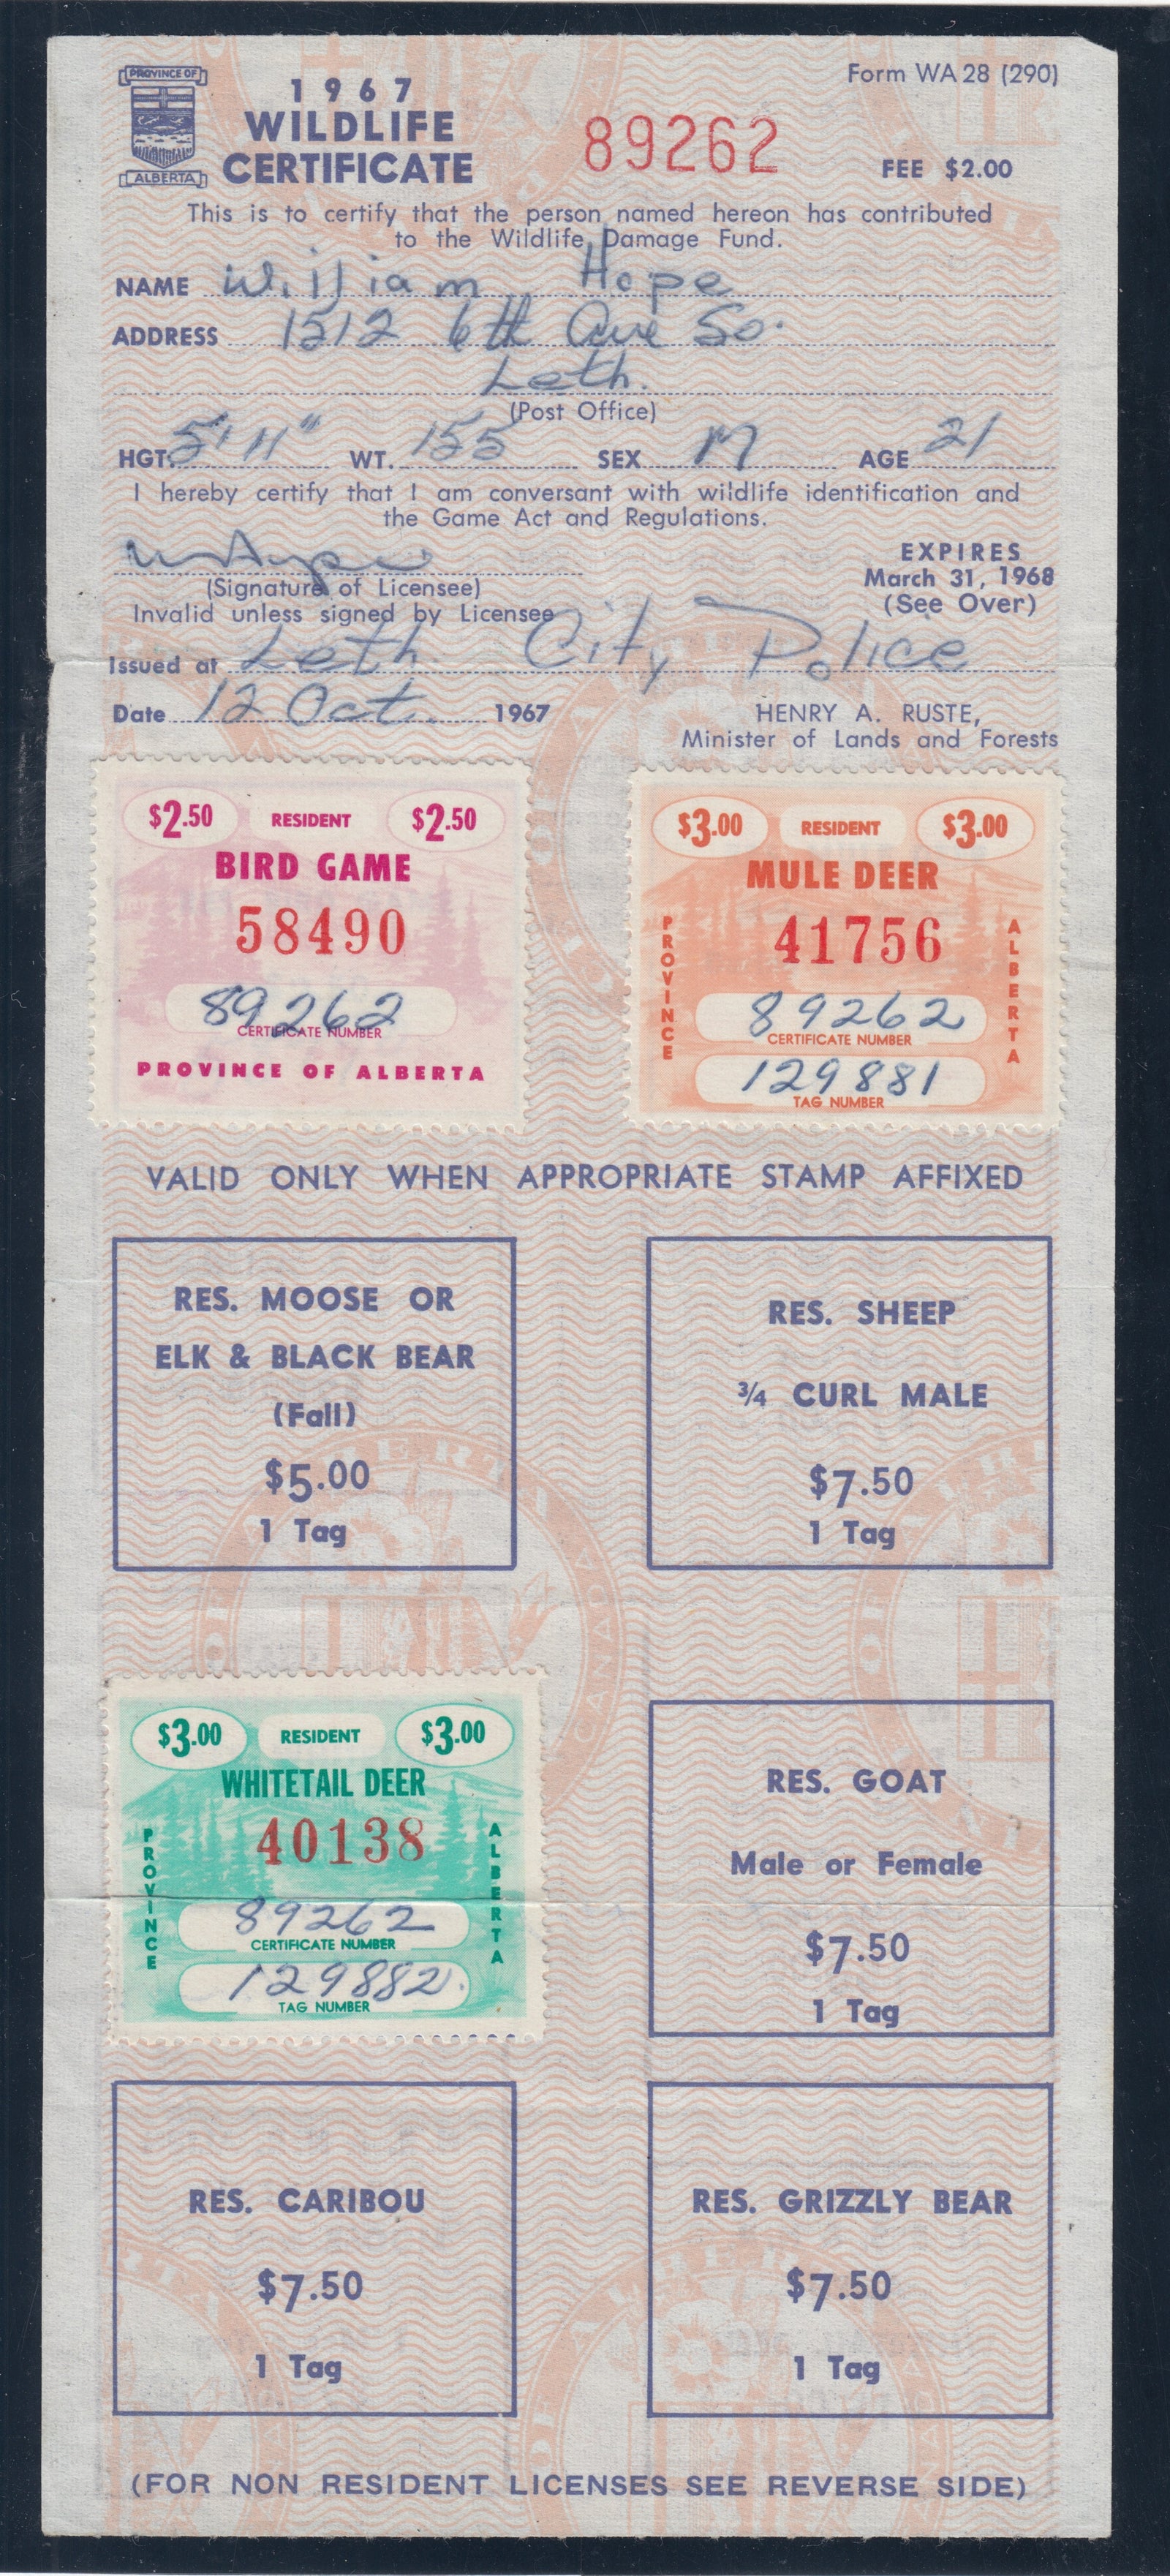 PROVINCE OF
ALBERTA
1967
WILDLIFE
CERTIFICATE
89262
Form WA 28 (290)
FEE $2.00
This is to certify that the person named hereon has contributed
to the Wildlife Damage Fund.
NAME William Hope
ADDRESS 1512 6th Ave So.
Leth.
(Post Office)
HGT. 5' 11" WT. 155 SEX M AGE 21
I hereby certify that I am conversant with wildlife identification and
the Game Act and Regulations.
(Signature of Licensee)
Invalid unless signed by Licensee
EXPIRES
March 31, 1968
(See Over)
Issued at Leth. City Police
Date 12 Oct. 1967
HENRY A. RUSTE,
Minister of Lands and Forests
$2.50 RESIDENT $2.50
BIRD GAME
58490
89262
CERTIFICATE NUMBER
PROVINCE OF ALBERTA
$3.00 RESIDENT $3.00
MULE DEER
41756
PROVINCE
ALBERTA
89262
CERTIFICATE NUMBER
129881
TAG NUMBER
VALID ONLY WHEN APPROPRIATE STAMP AFFIXED
RES. MOOSE OR
ELK & BLACK BEAR
(Fall)
$5.00
1 Tag
RES. SHEEP
¾ CURL MALE
$7.50
1 Tag
$3.00 RESIDENT $3.00
WHITETAIL DEER
40138
PROVINCE
ALBERTA
89262
CERTIFICATE NUMBER
129882.
TAG NUMBER
RES. GOAT
Male or Female
$7.50
1 Tag
RES. CARIBOU
$7.50
1 Tag
RES. GRIZZLY BEAR
$7.50
1 Tag
(FOR NON RESIDENT LICENSES SEE REVERSE SIDE)